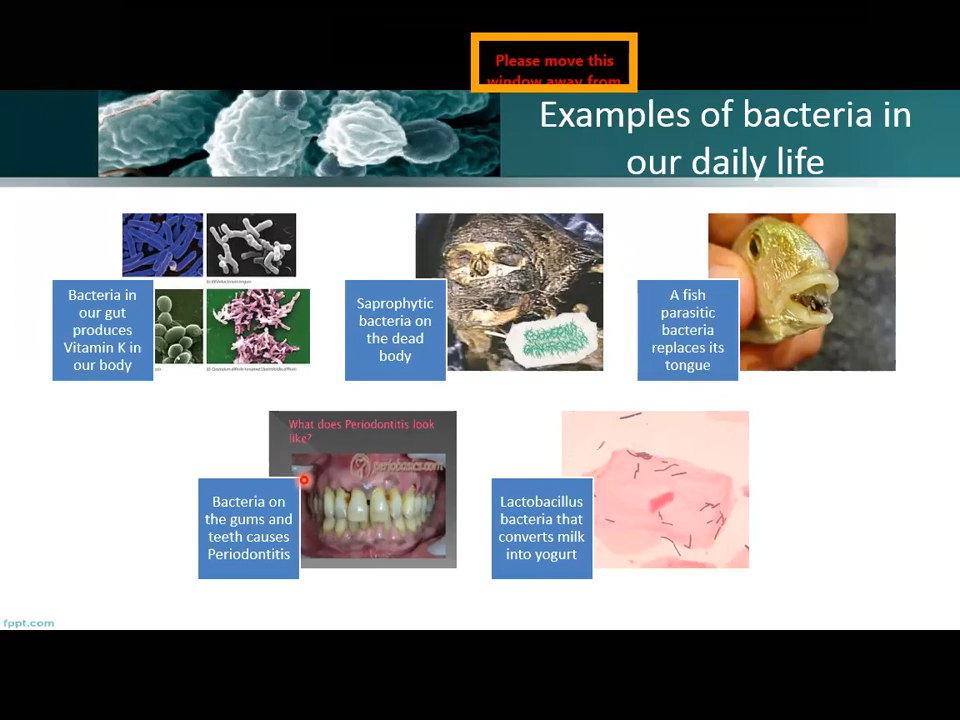 Please move this
window away from
Examples of bacteria in
our daily life
Bacteria in
our gut
produces
Vitamin K in
our body
Saprophytic
bacteria on
the dead
body
A fish
parasitic
bacteria
replaces its
tongue
What does Periodontitis look
like?
periobasics.com
Bacteria on
the gums and
teeth causes
Periodontitis
Lactobacillus
bacteria that
converts milk
into yogurt
fppt.com